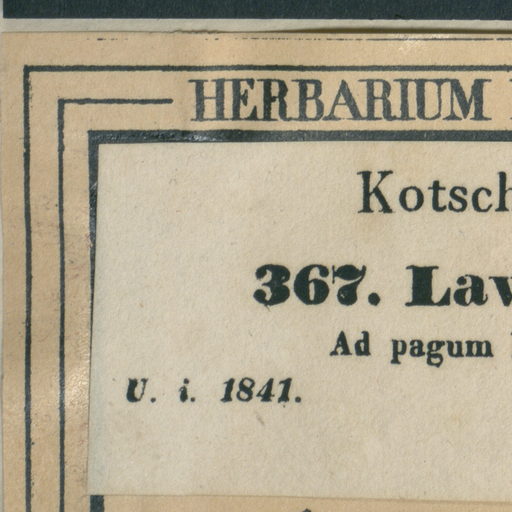 HERBARIUM
Kotsch
367. Lav
Ad pagum
U. i. 1841.